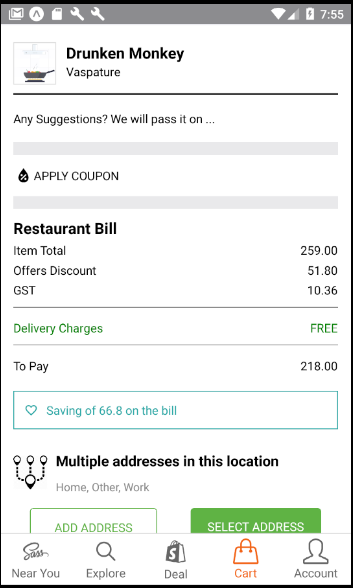 7:55
Drunken Monkey
Vaspature
Any Suggestions? We will pass it on ...
APPLY COUPON
Restaurant Bill
Item Total 259.00
Offers Discount 51.80
GST 10.36
Delivery Charges FREE
To Pay 218.00
Saving of 66.8 on the bill
Multiple addresses in this location
Home, Other, Work
ADD ADDRESS SELECT ADDRESS
Sass
Near You Explore Deal Cart Account